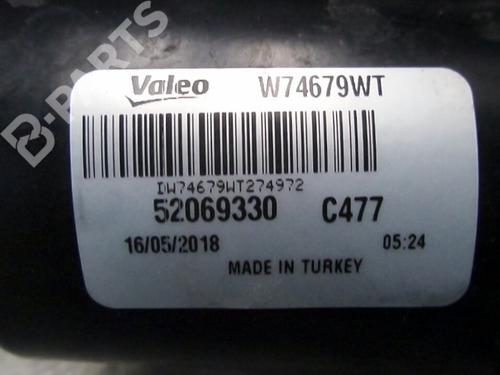 B-PARTS
Valeo W74679WT
IW74679WT274972
52069330 C477
16/05/2018 05:24
MADE IN TURKEY